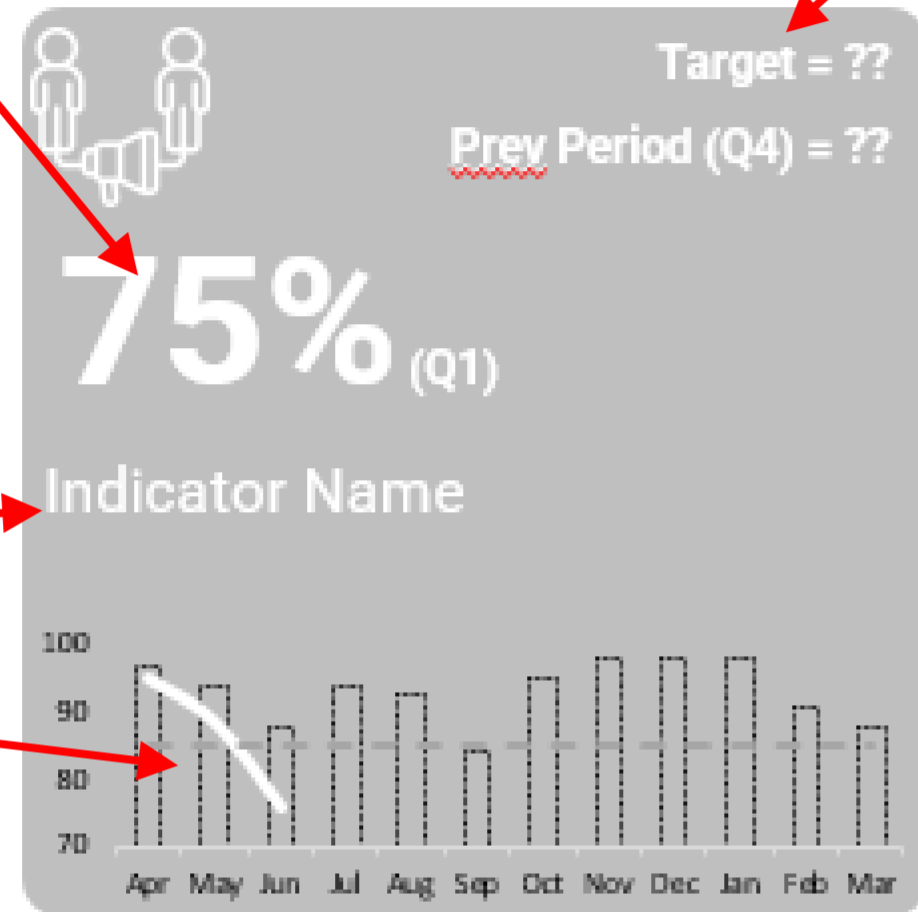 Target = ??
Prev Period (Q4) = ??
75% (Q1)
Indicator Name
100
90
80
70
Apr May Jun Jul Aug Sep Oct Nov Dec Jan Feb Mar